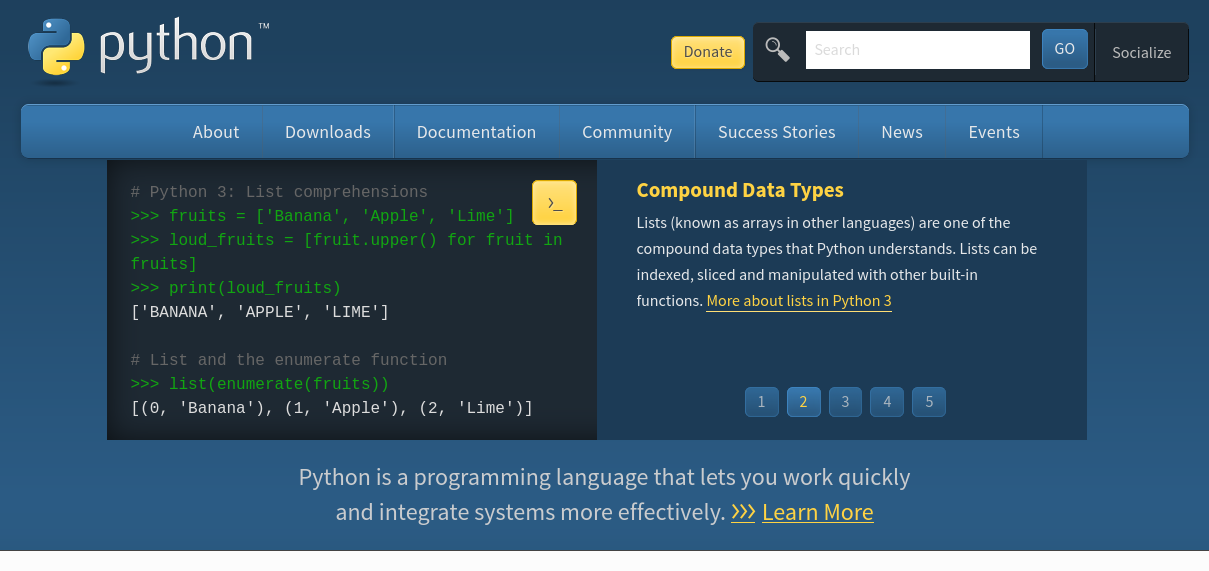 python™
Donate
Search
GO
Socialize
About
Downloads
Documentation
Community
Success Stories
News
Events
# Python 3: List comprehensions
>>> fruits = ['Banana', 'Apple', 'Lime']
>>> loud_fruits = [fruit.upper() for fruit in
fruits]
>>> print(loud_fruits)
['BANANA', 'APPLE', 'LIME']
# List and the enumerate function
>>> list(enumerate(fruits))
[(0, 'Banana'), (1, 'Apple'), (2, 'Lime')]
>_
Compound Data Types
Lists (known as arrays in other languages) are one of the
compound data types that Python understands. Lists can be
indexed, sliced and manipulated with other built-in
functions. More about lists in Python 3
1
2
3
4
5
Python is a programming language that lets you work quickly
and integrate systems more effectively. >>> Learn More